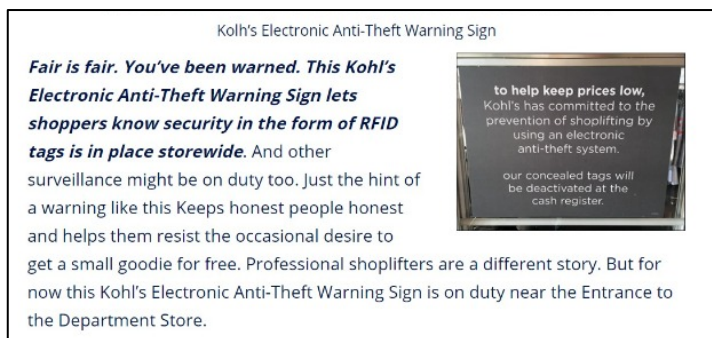 Kolh's Electronic Anti-Theft Warning Sign
Fair is fair. You've been warned. This Kohl's
Electronic Anti-Theft Warning Sign lets
shoppers know security in the form of RFID
tags is in place storewide. And other
surveillance might be on duty too. Just the hint of
a warning like this Keeps honest people honest
and helps them resist the occasional desire to
get a small goodie for free. Professional shoplifters are a different story. But for
now this Kohl's Electronic Anti-Theft Warning Sign is on duty near the Entrance to
the Department Store.
to help keep prices low,
Kohl's has committed to the
prevention of shoplifting by
using an electronic
anti-theft system.
our concealed tags will
be deactivated at the
cash register.